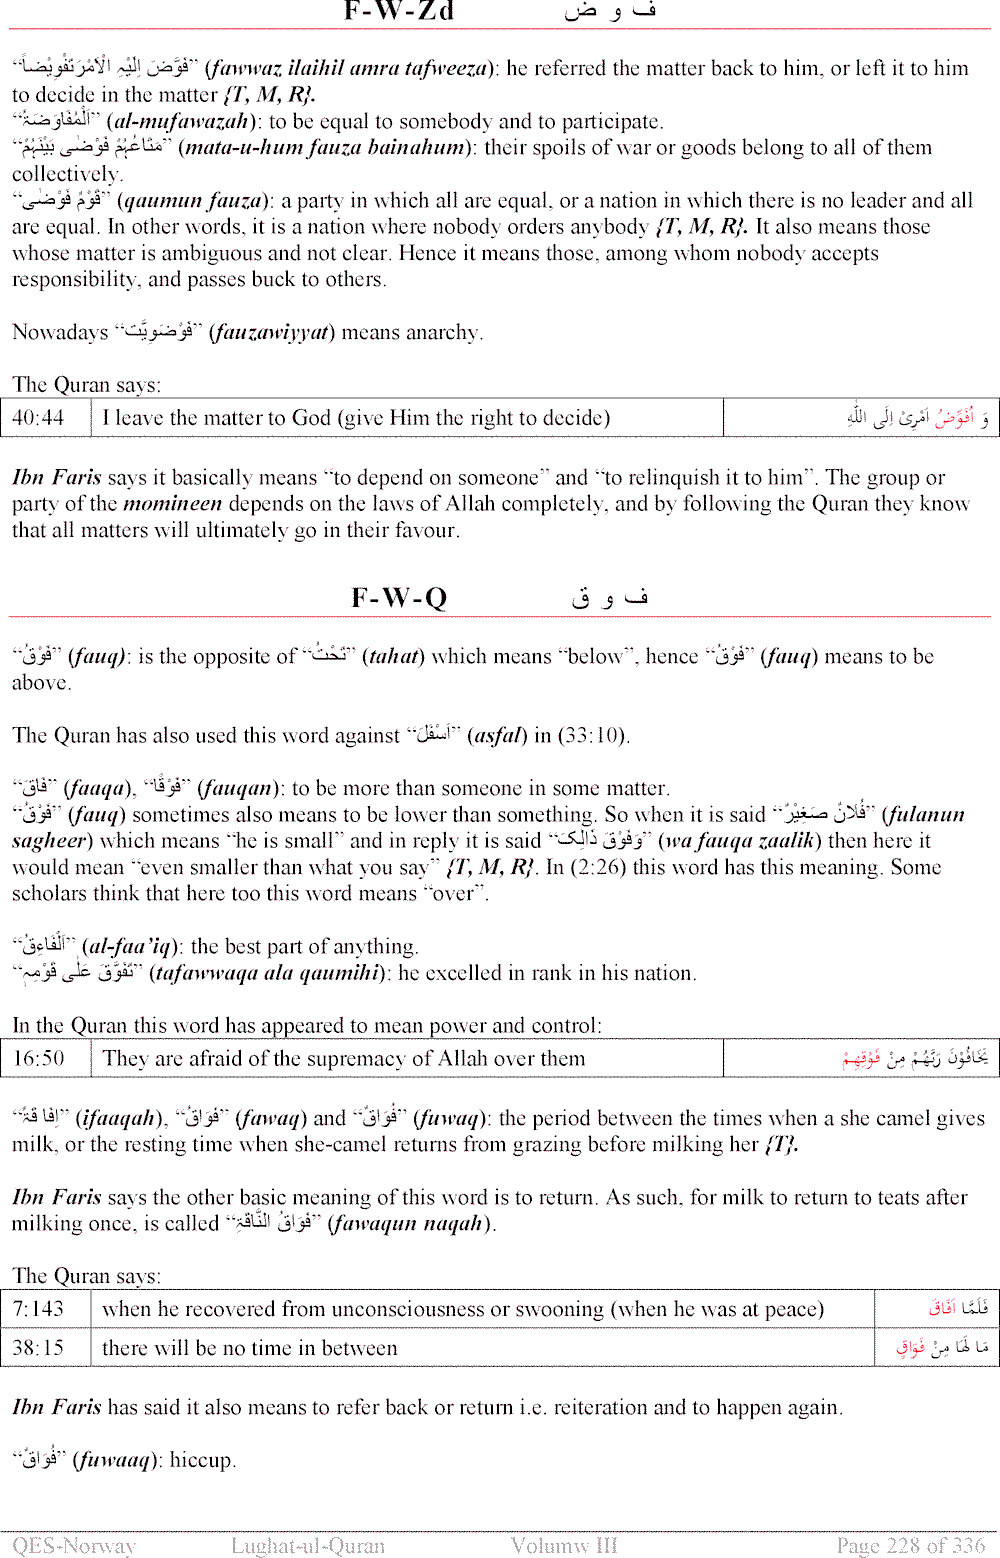 F-W-Zd ف و ض
“فَوَّضَ اِلَیْہِ الْاَمْرَتَفْوِیْضاً” (fawwaz ilaihil amra tafweeza): he referred the matter back to him, or left it to him
to decide in the matter {T, M, R}.
“اَلْمُفَاوَضَۃُ” (al-mufawazah): to be equal to somebody and to participate.
“مَتَاعُہُمْ فَوْضٰی بَیْنَہُمْ” (mata-u-hum fauza bainahum): their spoils of war or goods belong to all of them
collectively.
“قَوْمٌ فَوْضٰی” (qaumun fauza): a party in which all are equal, or a nation in which there is no leader and all
are equal. In other words, it is a nation where nobody orders anybody {T, M, R}. It also means those
whose matter is ambiguous and not clear. Hence it means those, among whom nobody accepts
responsibility, and passes buck to others.
Nowadays “فَوْضَوِیَّت” (fauzawiyyat) means anarchy.
The Quran says:
40:44 I leave the matter to God (give Him the right to decide) وَ اُفَوِّضُ اَمْرِیْ اِلَی اللّٰہِ
Ibn Faris says it basically means “to depend on someone” and “to relinquish it to him”. The group or
party of the momineen depends on the laws of Allah completely, and by following the Quran they know
that all matters will ultimately go in their favour.
F-W-Q ف و ق
“فَوْقُ” (fauq): is the opposite of “تَحْتُ” (tahat) which means “below”, hence “فَوْقُ” (fauq) means to be
above.
The Quran has also used this word against “اَسْفَلَ” (asfal) in (33:10).
“فَاقَ” (faaqa), “فَوْقًا” (fauqan): to be more than someone in some matter.
“فَوْقُ” (fauq) sometimes also means to be lower than something. So when it is said “فُلَانٌ صَغِیْرٌ” (fulanun
sagheer) which means “he is small” and in reply it is said “وَفَوْقَ ذَالِکَ” (wa fauqa zaalik) then here it
would mean “even smaller than what you say” {T, M, R}. In (2:26) this word has this meaning. Some
scholars think that here too this word means “over”.
“اَلْفَاءِقُ” (al-faa’iq): the best part of anything.
“تَفَوَّقَ عَلٰی قَوْمِہٖ” (tafawwaqa ala qaumihi): he excelled in rank in his nation.
In the Quran this word has appeared to mean power and control:
16:50 They are afraid of the supremacy of Allah over them یَخَافُوْنَ رَبَّھُمْ مِنْ فَوْقِھِمْ
“اِفَا قَۃٌ” (ifaaqah), “فَوَاقُ” (fawaq) and “فُوَاقٌ” (fuwaq): the period between the times when a she camel gives
milk, or the resting time when she-camel returns from grazing before milking her {T}.
Ibn Faris says the other basic meaning of this word is to return. As such, for milk to return to teats after
milking once, is called “فَوَاقُ النَّاقَۃِ” (fawaqun naqah).
The Quran says:
7:143 when he recovered from unconsciousness or swooning (when he was at peace) فَلَمَّا اَفَاقَ
38:15 there will be no time in between مَا لَھَا مِنْ فَوَاقٍ
Ibn Faris has said it also means to refer back or return i.e. reiteration and to happen again.
“فُوَاقٌ” (fuwaaq): hiccup.
QES-Norway Lughat-ul-Quran Volumw III Page 228 of 336